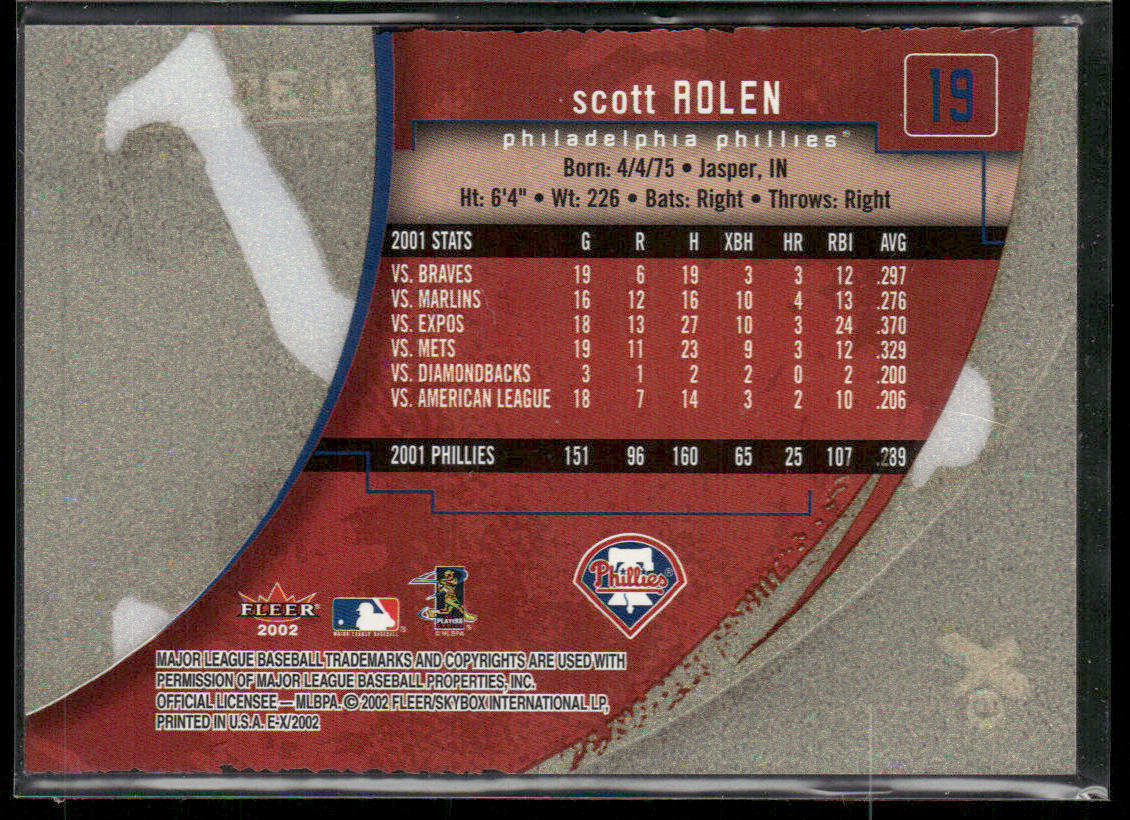 scott ROLEN
19
philadelphia phillies®
Born: 4/4/75 • Jasper, IN
Ht: 6'4" • Wt: 226 • Bats: Right • Throws: Right
2001 STATS G R H XBH HR RBI AVG
VS. BRAVES 19 6 19 3 3 12 .297
VS. MARLINS 16 12 16 10 4 13 .276
VS. EXPOS 18 13 27 10 3 24 .370
VS. METS 19 11 23 9 3 12 .329
VS. DIAMONDBACKS 3 1 2 2 0 2 .200
VS. AMERICAN LEAGUE 18 7 14 3 2 10 .206
2001 PHILLIES 151 96 160 65 25 107 .289
Phillies®
FLEER®
2002
MAJOR LEAGUE BASEBALL®
PLAYERS CHOICE®
© MLBPA
MAJOR LEAGUE BASEBALL TRADEMARKS AND COPYRIGHTS ARE USED WITH
PERMISSION OF MAJOR LEAGUE BASEBALL PROPERTIES, INC.
OFFICIAL LICENSEE — MLBPA. © 2002 FLEER/SKYBOX INTERNATIONAL LP,
PRINTED IN U.S.A. E-X/2002